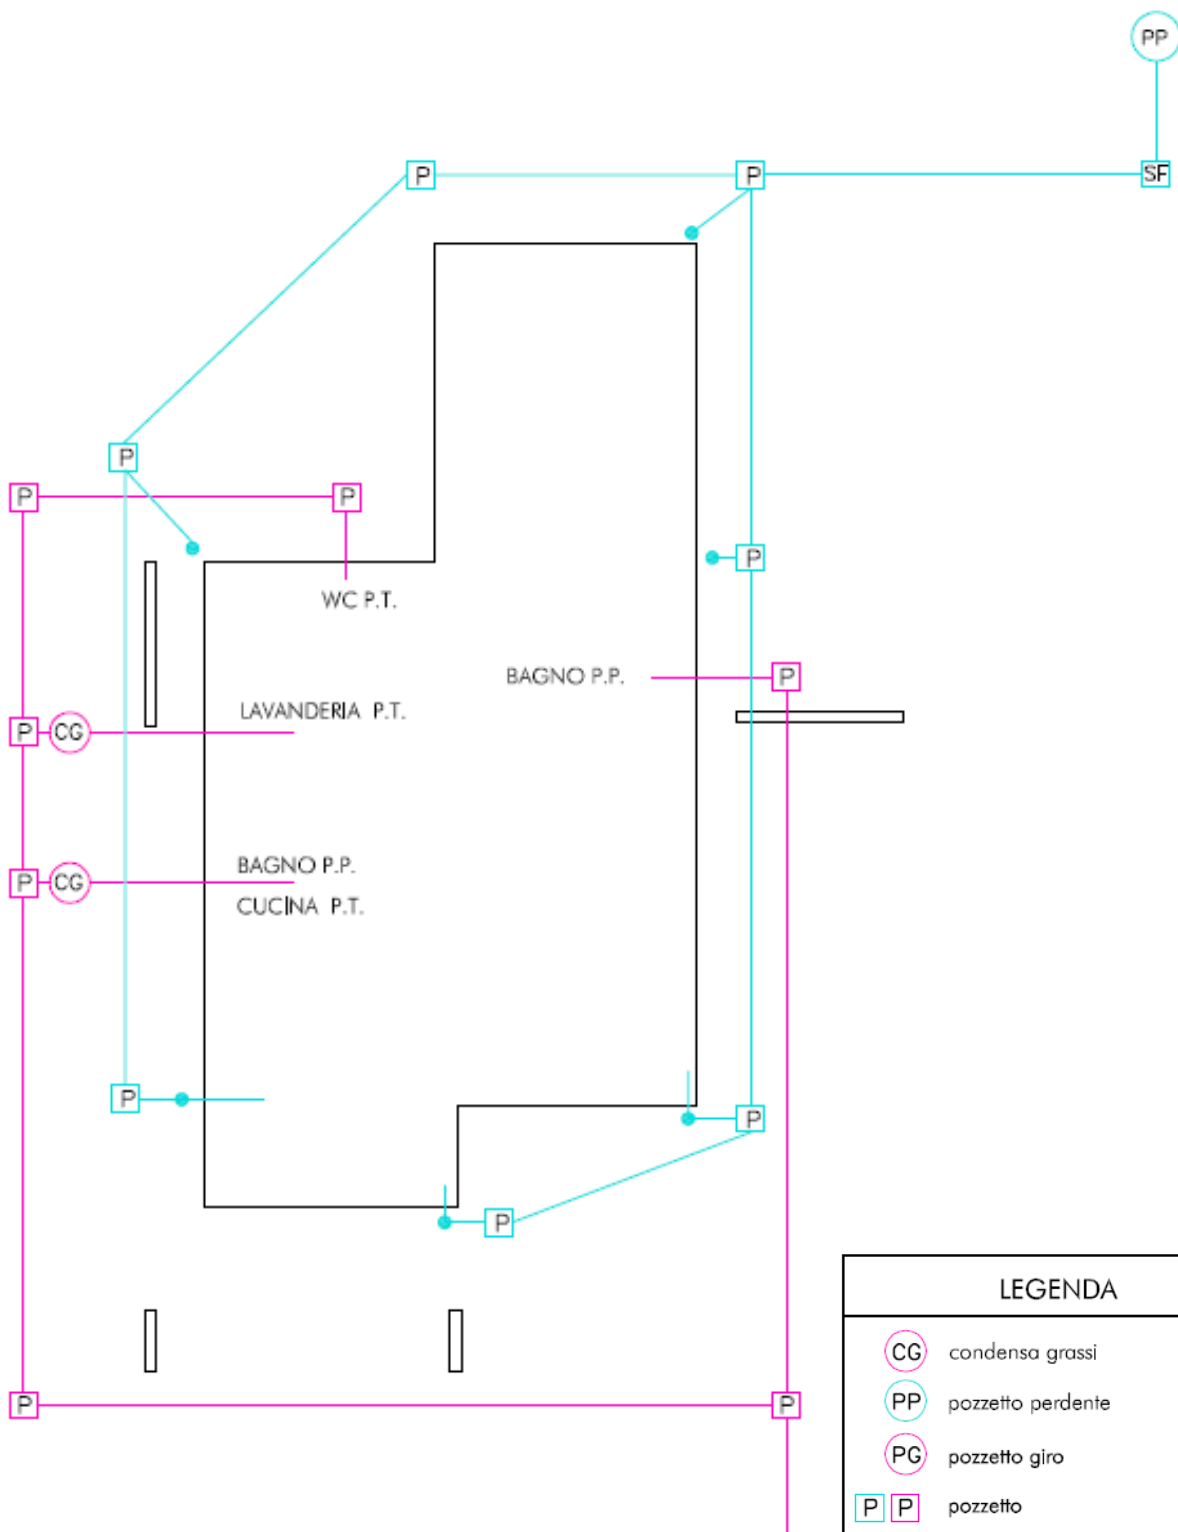 PP
P
P
SF
P
P
P
WC P.T.
P
BAGNO P.P.
P
LAVANDERIA P.T.
P
CG
BAGNO P.P.
P
CG
CUCINA P.T.
P
P
P
P
P
LEGENDA
CG condensa grassi
PP pozzetto perdente
PG pozzetto giro
P P pozzetto